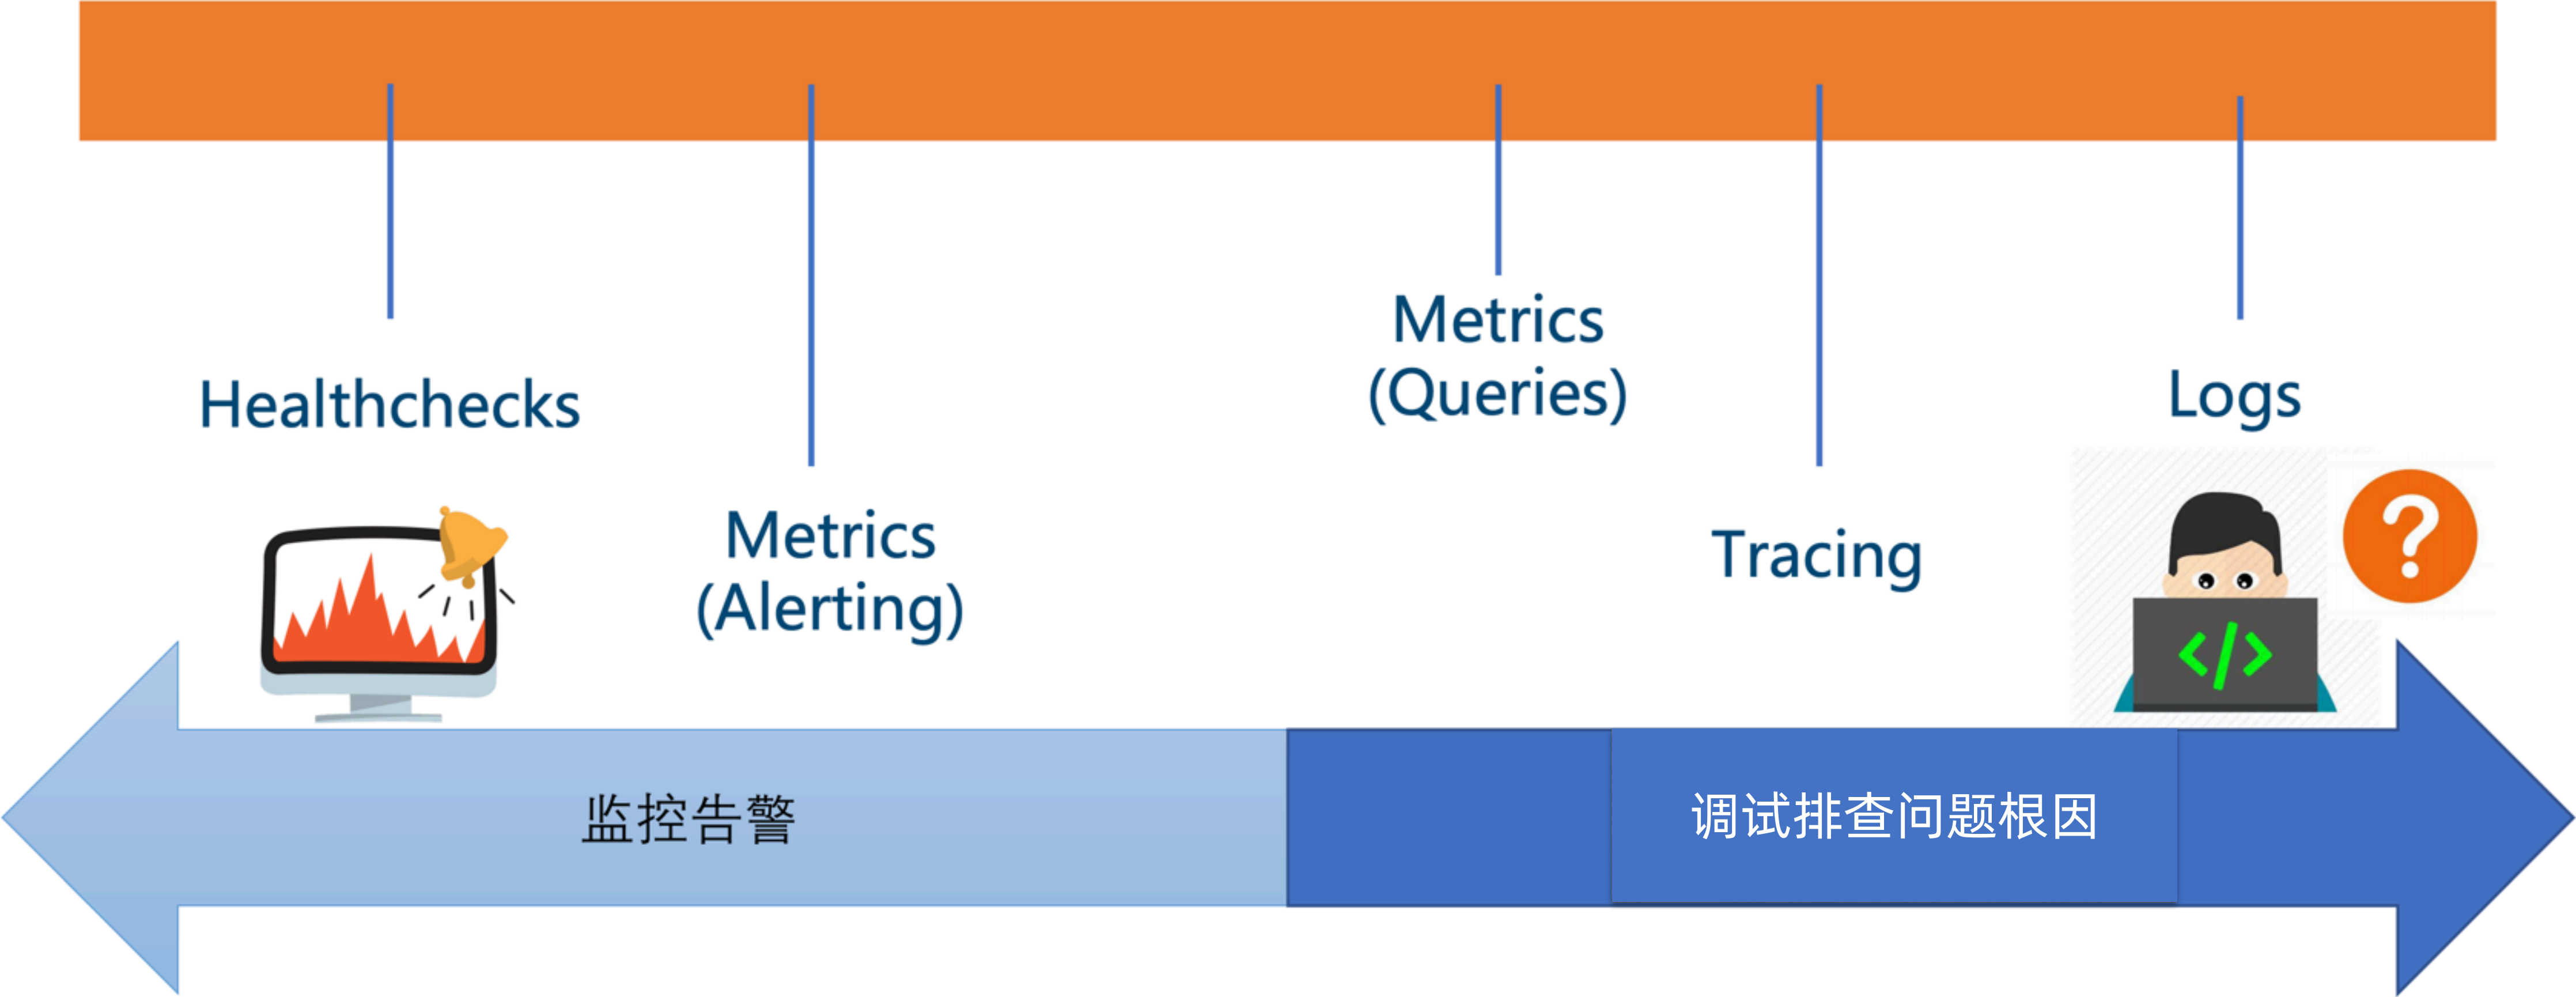 Healthchecks
Metrics
(Alerting)
Metrics
(Queries)
Tracing
Logs
监控告警
调试排查问题根因